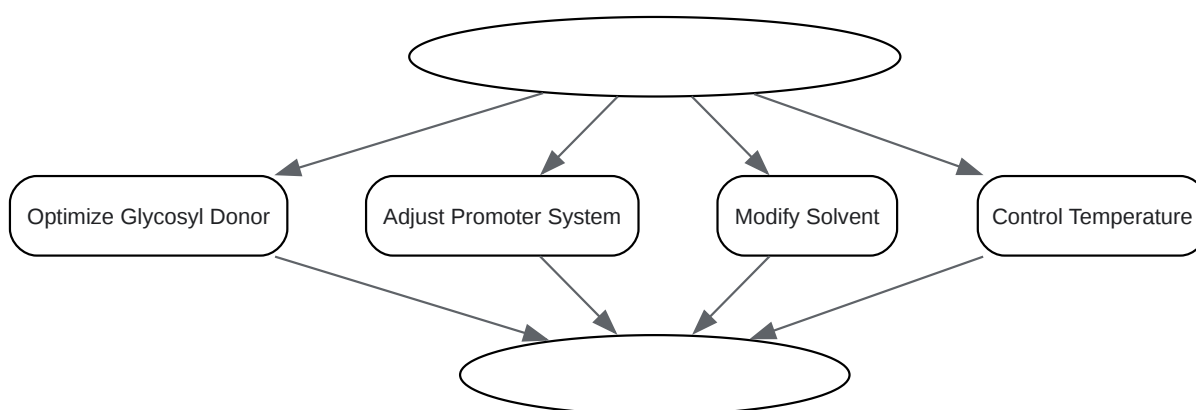 Optimize Glycosyl Donor
Adjust Promoter System
Modify Solvent
Control Temperature